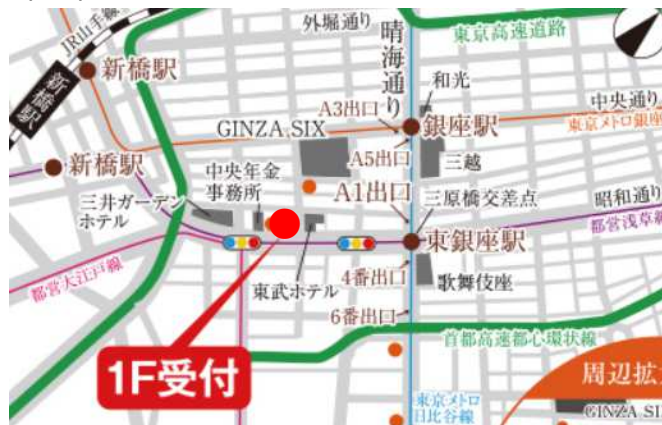 JR山手線
外堀通り
晴海通り
東京高速道路
新橋駅
新橋駅
和光
A3出口
中央通り
GINZA SIX
銀座駅
東京メトロ銀座
新橋駅
中央年金
事務所
A5出口
三越
三井ガーデン
ホテル
A1出口
三原橋交差点
昭和通り
都営浅草線
東銀座駅
都営大江戸線
東武ホテル
4番出口
歌舞伎座
6番出口
首都高速都心環状線
1F受付
周辺拡
東京メトロ
日比谷線
GINZA SI